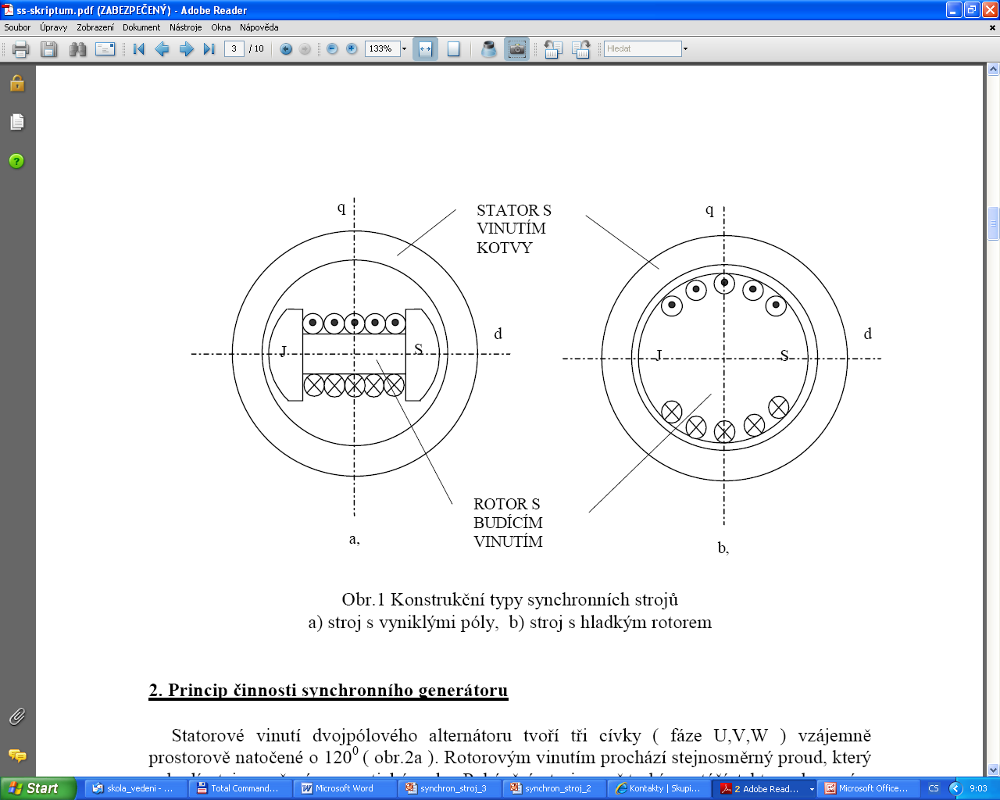 ss-skriptum.pdf (ZABEZPEČENÝ) - Adobe Reader
Soubor Úpravy Zobrazení Dokument Nástroje Okna Nápověda
3 / 10 133% Hledat
q
STATOR S
VINUTÍM
KOTVY
q
d
d
J S
J S
ROTOR S
BUDÍCÍM
VINUTÍM
a,
b,
Obr.1 Konstrukční typy synchronních strojů
a) stroj s vyniklými póly, b) stroj s hladkým rotorem
2. Princip činnosti synchronního generátoru
Statorové vinutí dvojpólového alternátoru tvoří tři cívky ( fáze U,V,W ) vzájemně
prostorově natočené o 120⁰ ( obr.2a ). Rotorovým vinutím prochází stejnosměrný proud, který
Start skola_vedeni - ... Total Command... Microsoft Word synchron_stroj_3 synchron_stroj_2 Kontakty | Skupi... 2 Adobe Read... Microsoft Office... CS 9:03